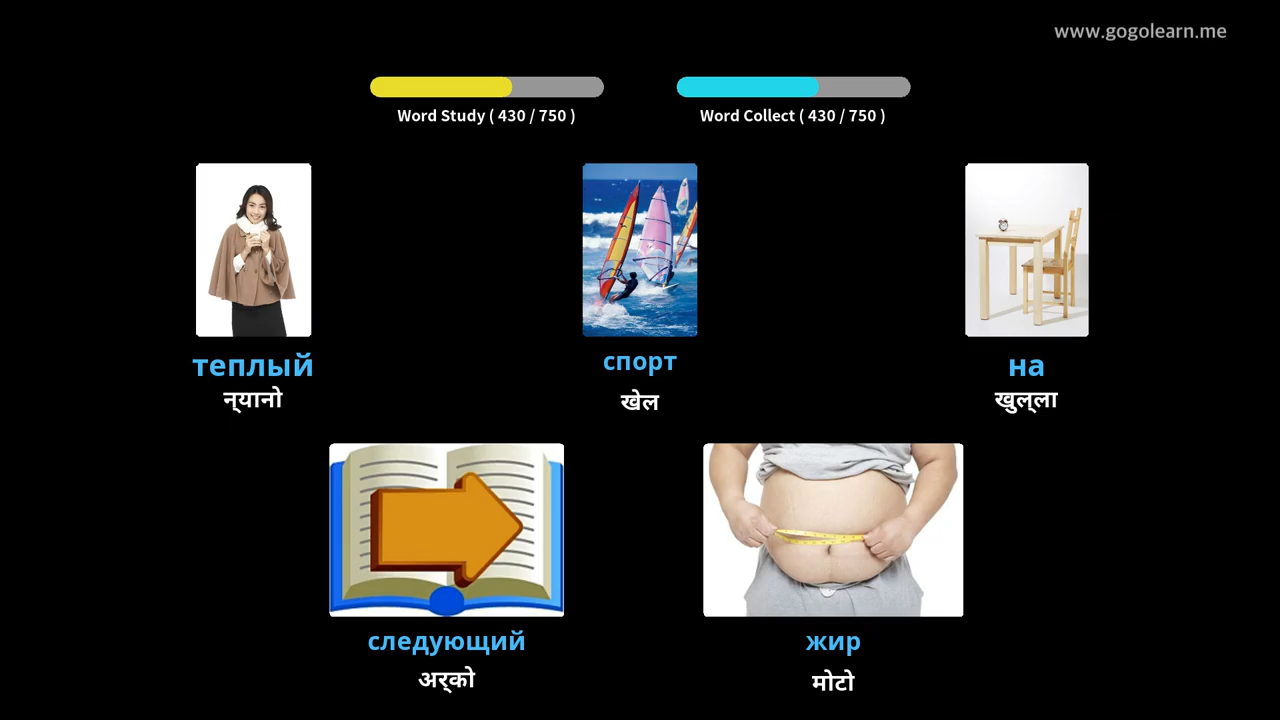 www.gogolearn.me
Word Study ( 430 / 750 )
Word Collect ( 430 / 750 )
теплый
न्यानो
спорт
खेल
на
खुल्ला
следующий
अर्को
жир
मोटो